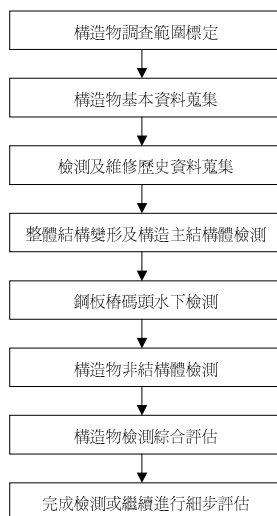 構造物調查範圍標定
構造物基本資料蒐集
檢測及維修歷史資料蒐集
整體結構變形及構造主結構體檢測
鋼板樁碼頭水下檢測
構造物非結構體檢測
構造物檢測綜合評估
完成檢測或繼續進行細步評估